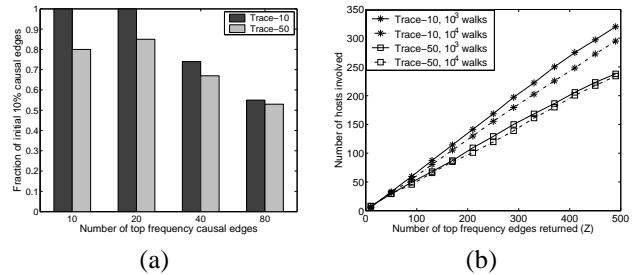 Fraction of initial 10% causal edges
1
0.9
0.8
0.7
0.6
0.5
0.4
0.3
0.2
0.1
0
Trace-10
Trace-50
10 20 40 80
Number of top frequency causal edges
(a)
Number of hosts involved
350
300
250
200
150
100
50
0
Trace-10, 10³ walks
Trace-10, 10⁴ walks
Trace-50, 10³ walks
Trace-50, 10⁴ walks
0 100 200 300 400 500
Number of top frequency edges returned (Z)
(b)